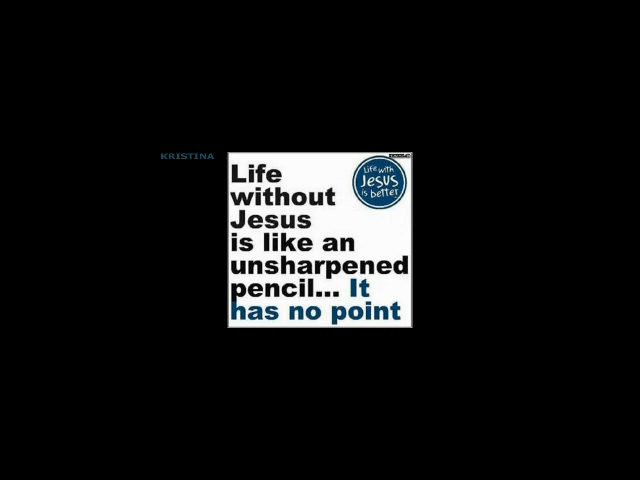 KRISTINA
Life
without
Jesus
is like an
unsharpened
pencil... It
has no point
Life with
Jesus
is better